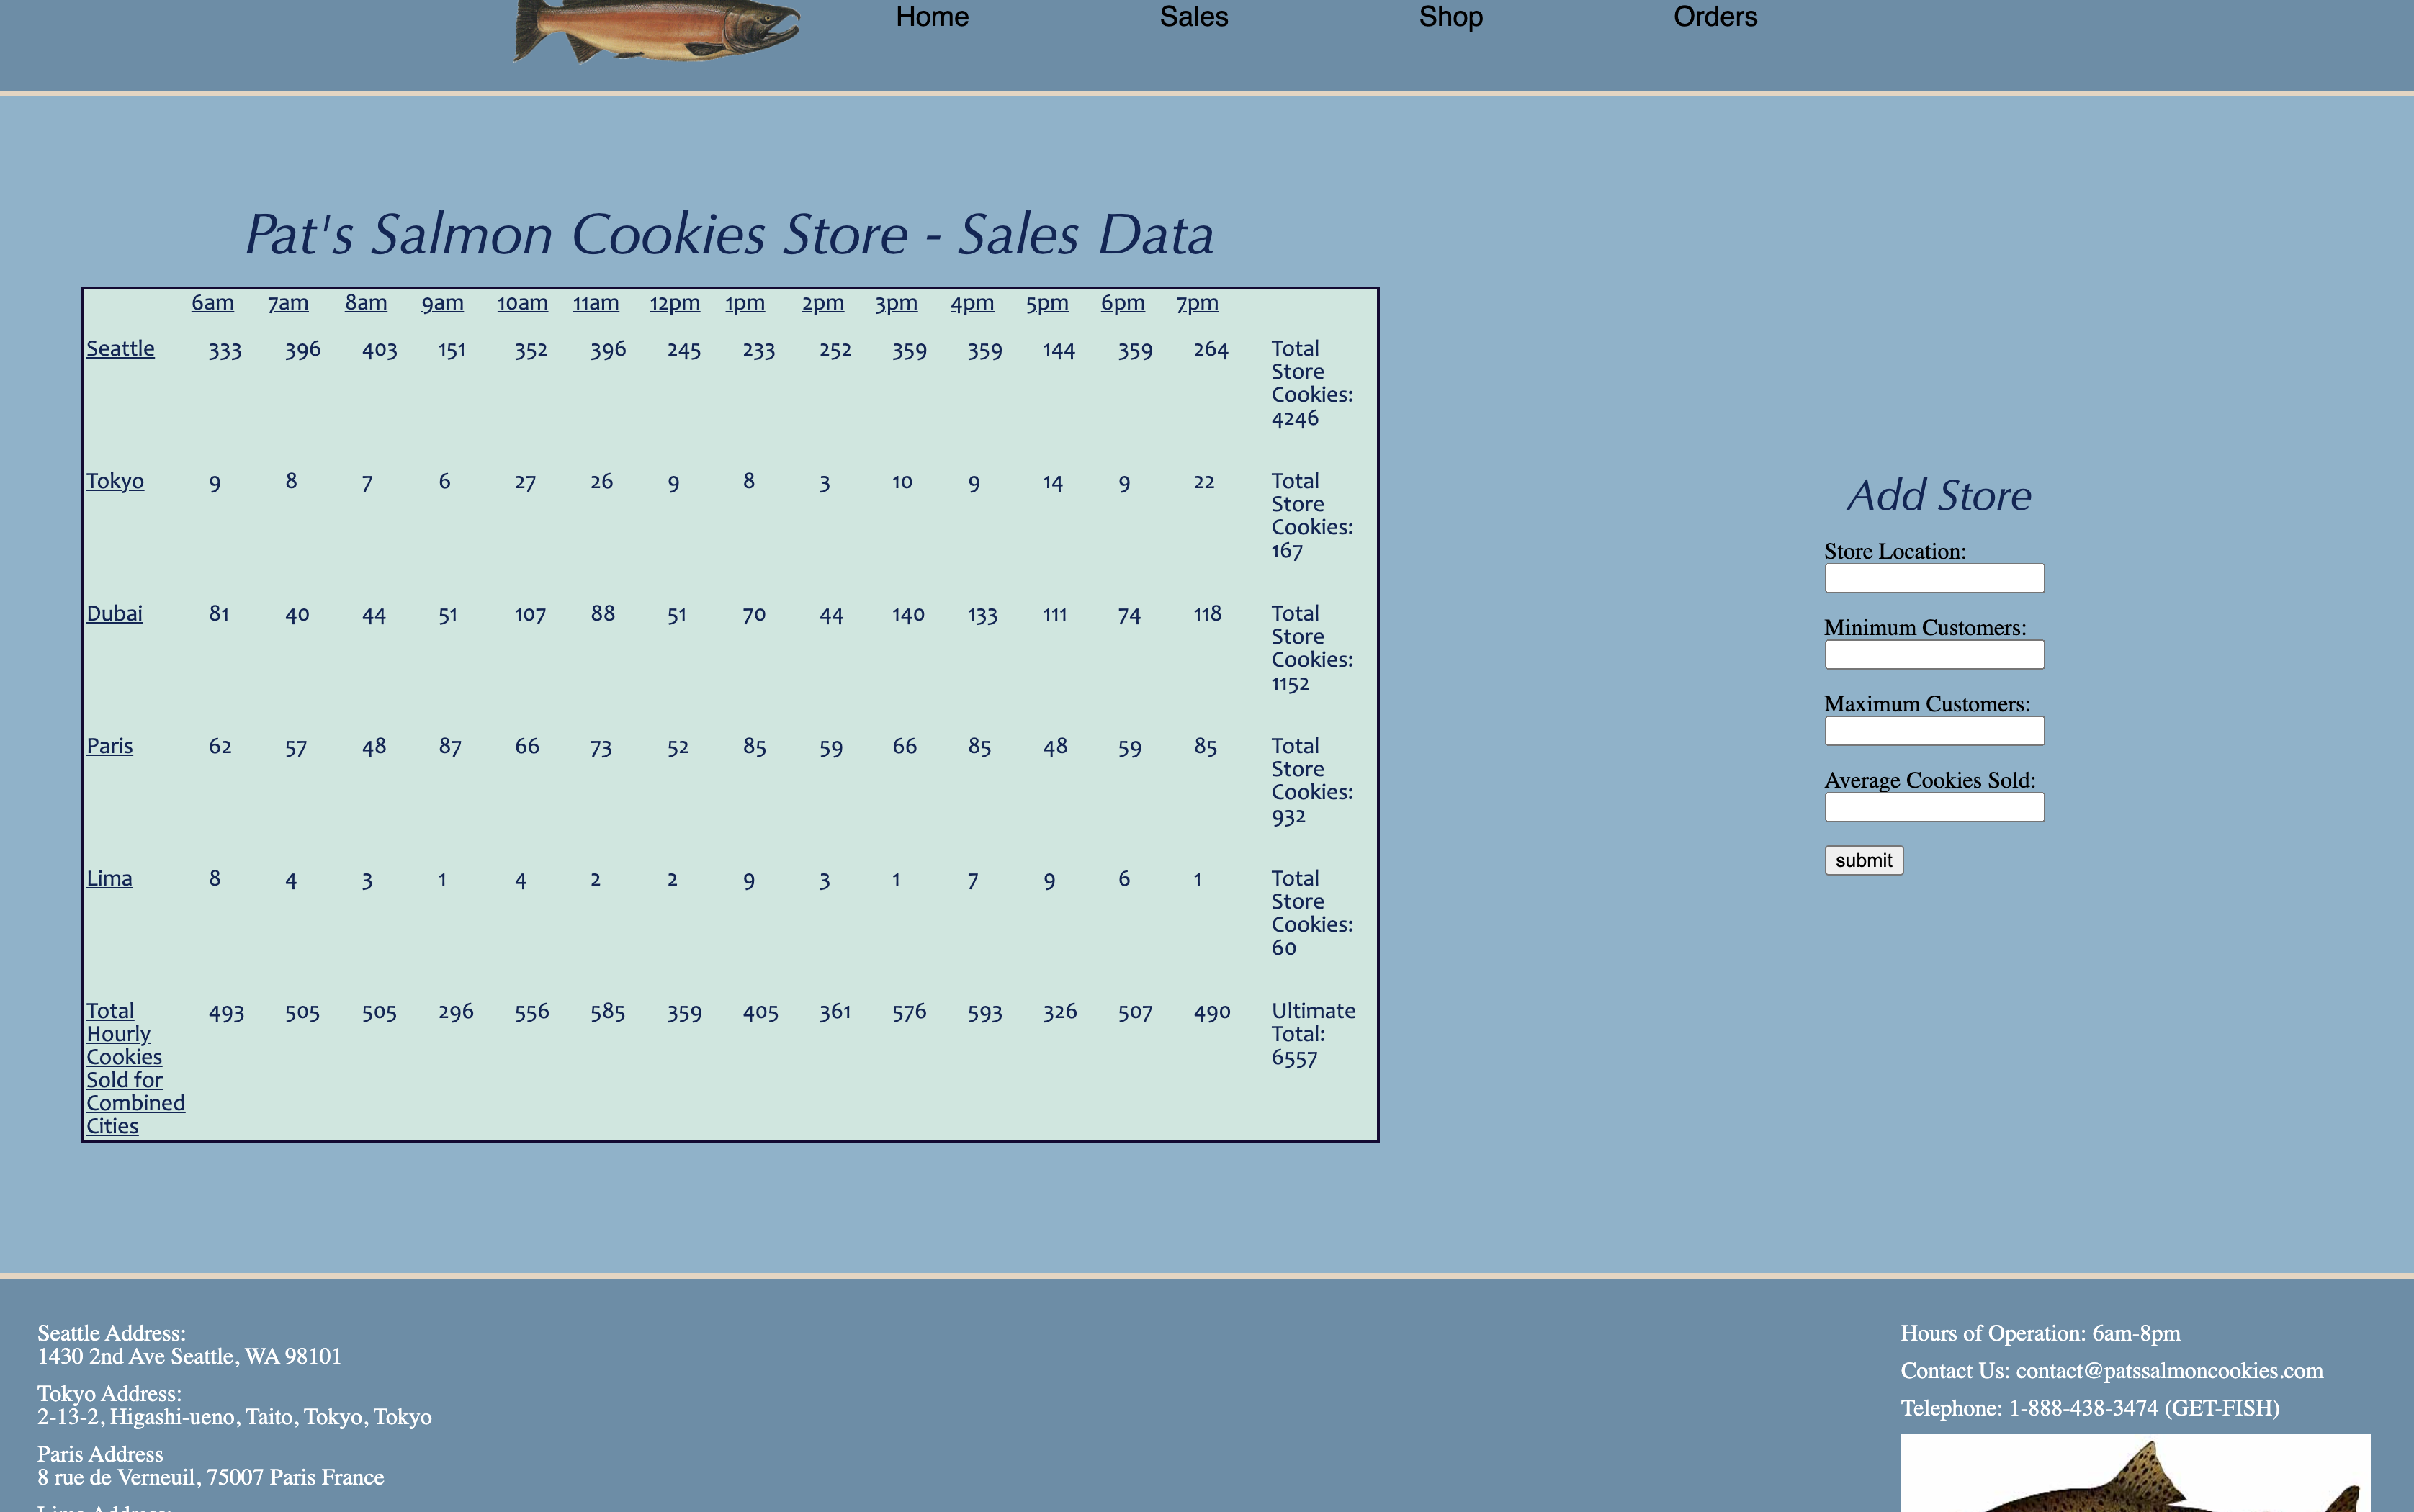 Home Sales Shop Orders
Pat's Salmon Cookies Store - Sales Data
6am 7am 8am 9am 10am 11am 12pm 1pm 2pm 3pm 4pm 5pm 6pm 7pm
Seattle 333 396 403 151 352 396 245 233 252 359 359 144 359 264 Total
Store
Cookies:
4246
Tokyo 9 8 7 6 27 26 9 8 3 10 9 14 9 22 Total
Store
Cookies:
167
Dubai 81 40 44 51 107 88 51 70 44 140 133 111 74 118 Total
Store
Cookies:
1152
Paris 62 57 48 87 66 73 52 85 59 66 85 48 59 85 Total
Store
Cookies:
932
Lima 8 4 3 1 4 2 2 9 3 1 7 9 6 1 Total
Store
Cookies:
60
Total 493 505 505 296 556 585 359 405 361 576 593 326 507 490 Ultimate
Hourly Total:
Cookies 6557
Sold for
Combined
Cities
Add Store
Store Location:
Minimum Customers:
Maximum Customers:
Average Cookies Sold:
submit
Seattle Address:
1430 2nd Ave Seattle, WA 98101
Tokyo Address:
2-13-2, Higashi-ueno, Taito, Tokyo, Tokyo
Paris Address
8 rue de Verneuil, 75007 Paris France
Hours of Operation: 6am-8pm
Contact Us: contact@patssalmoncookies.com
Telephone: 1-888-438-3474 (GET-FISH)